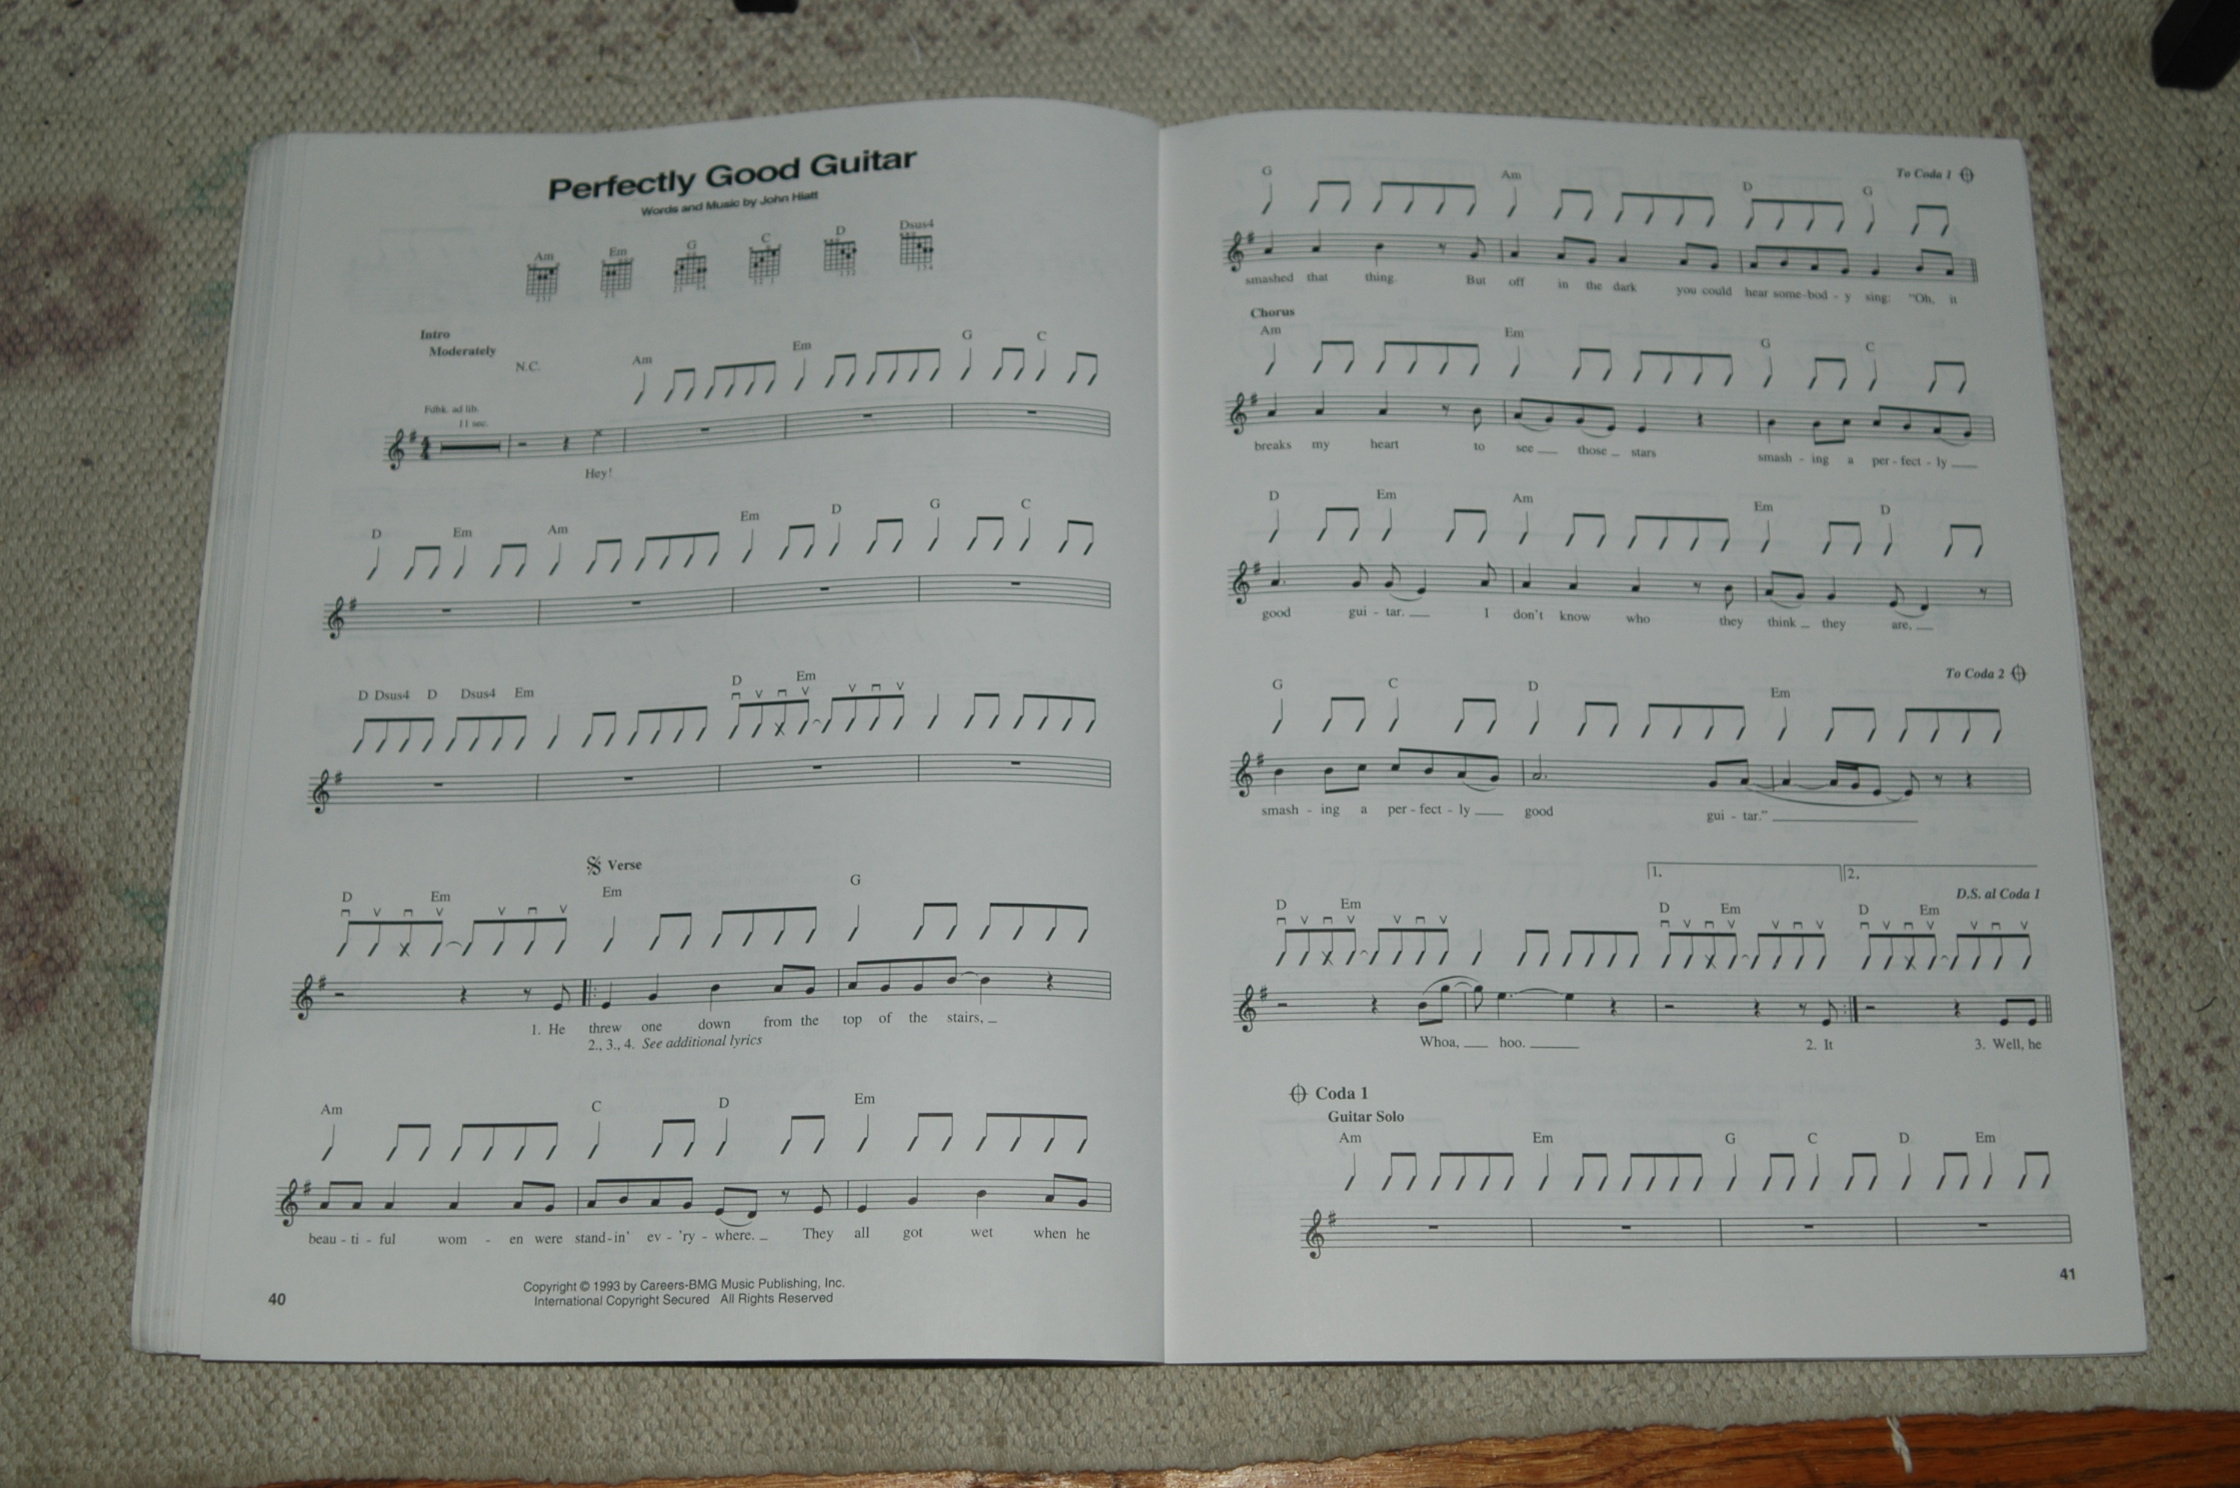 Perfectly Good Guitar
Words and Music by John Hiatt
Am Em G C D Dsus4
Intro
Moderately
N.C. Am Em G C
Fdbk. ad lib.
11 sec.
Hey!
D Em Am Em D G C
D Dsus4 D Dsus4 Em D Em
Verse
D Em Em G
1. He threw one down from the top of the stairs,
2., 3., 4. See additional lyrics
Am C D Em
beau - ti - ful wom - en were stand - in' ev - 'ry - where. They all got wet when he
Copyright © 1993 by Careers-BMG Music Publishing, Inc.
International Copyright Secured All Rights Reserved
40
To Coda 1
G Am D G
smashed that thing. But off in the dark you could hear some - bod - y sing: "Oh, it
Chorus
Am Em G C
breaks my heart to see those stars smash - ing a per - fect - ly
D Em Am Em D
good gui - tar. I don't know who they think they are,
To Coda 2
G C D Em
smash - ing a per - fect - ly good gui - tar."
1. 2.
D.S. al Coda 1
D Em D Em D Em
Whoa, hoo. 2. It 3. Well, he
Coda 1
Guitar Solo
Am Em G C D Em
41